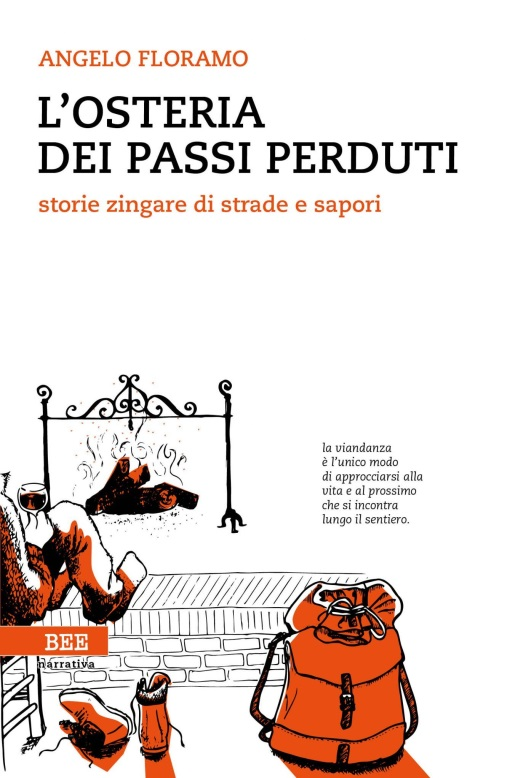 ANGELO FLORAMO
L'OSTERIA
DEI PASSI PERDUTI
storie zingare di strade e sapori
la viandanza
è l'unico modo
di approcciarsi alla
vita e al prossimo
che si incontra
lungo il sentiero.
BEE
narrativa